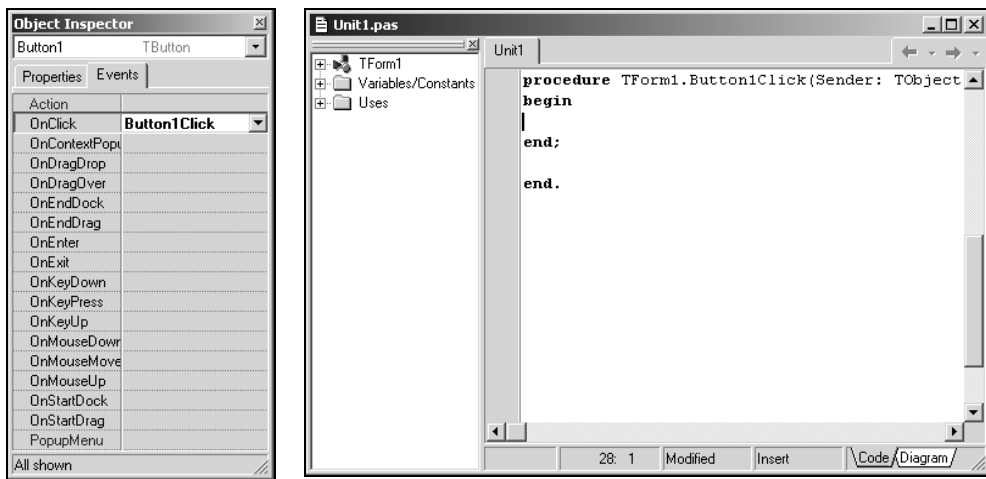 Object Inspector
Button1 TButton
Properties Events
Action
OnClick Button1Click
OnContextPopu
OnDragDrop
OnDragOver
OnEndDock
OnEndDrag
OnEnter
OnExit
OnKeyDown
OnKeyPress
OnKeyUp
OnMouseDown
OnMouseMove
OnMouseUp
OnStartDock
OnStartDrag
PopupMenu
All shown
Unit1.pas
TForm1
Variables/Constants
Uses
Unit1
procedure TForm1.Button1Click(Sender: TObject
begin
end;
end.
28: 1 Modified Insert Code Diagram